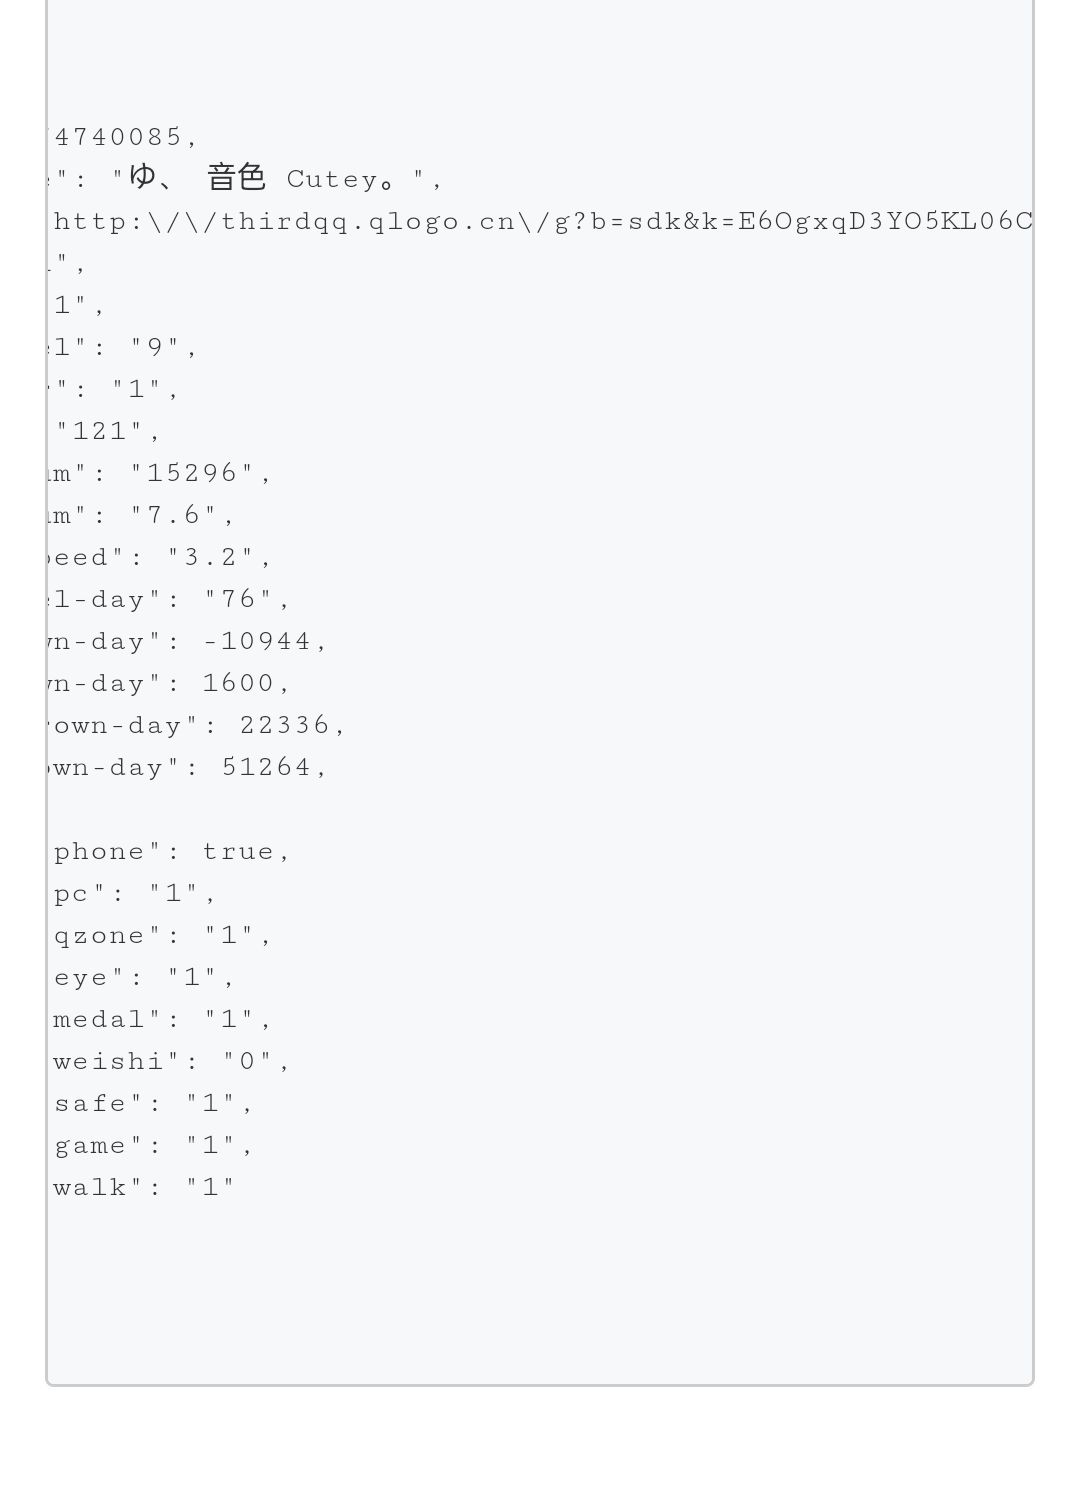 4740085,
": "ゆ、 音色 Cutey。",
http:\/\/thirdqq.qlogo.cn\/g?b=sdk&k=E6OgxqD3YO5KL06C
",
1",
l": "9",
": "1",
"121",
m": "15296",
m": "7.6",
eed": "3.2",
l-day": "76",
n-day": -10944,
n-day": 1600,
own-day": 22336,
wn-day": 51264,
phone": true,
pc": "1",
qzone": "1",
eye": "1",
medal": "1",
weishi": "0",
safe": "1",
game": "1",
walk": "1"